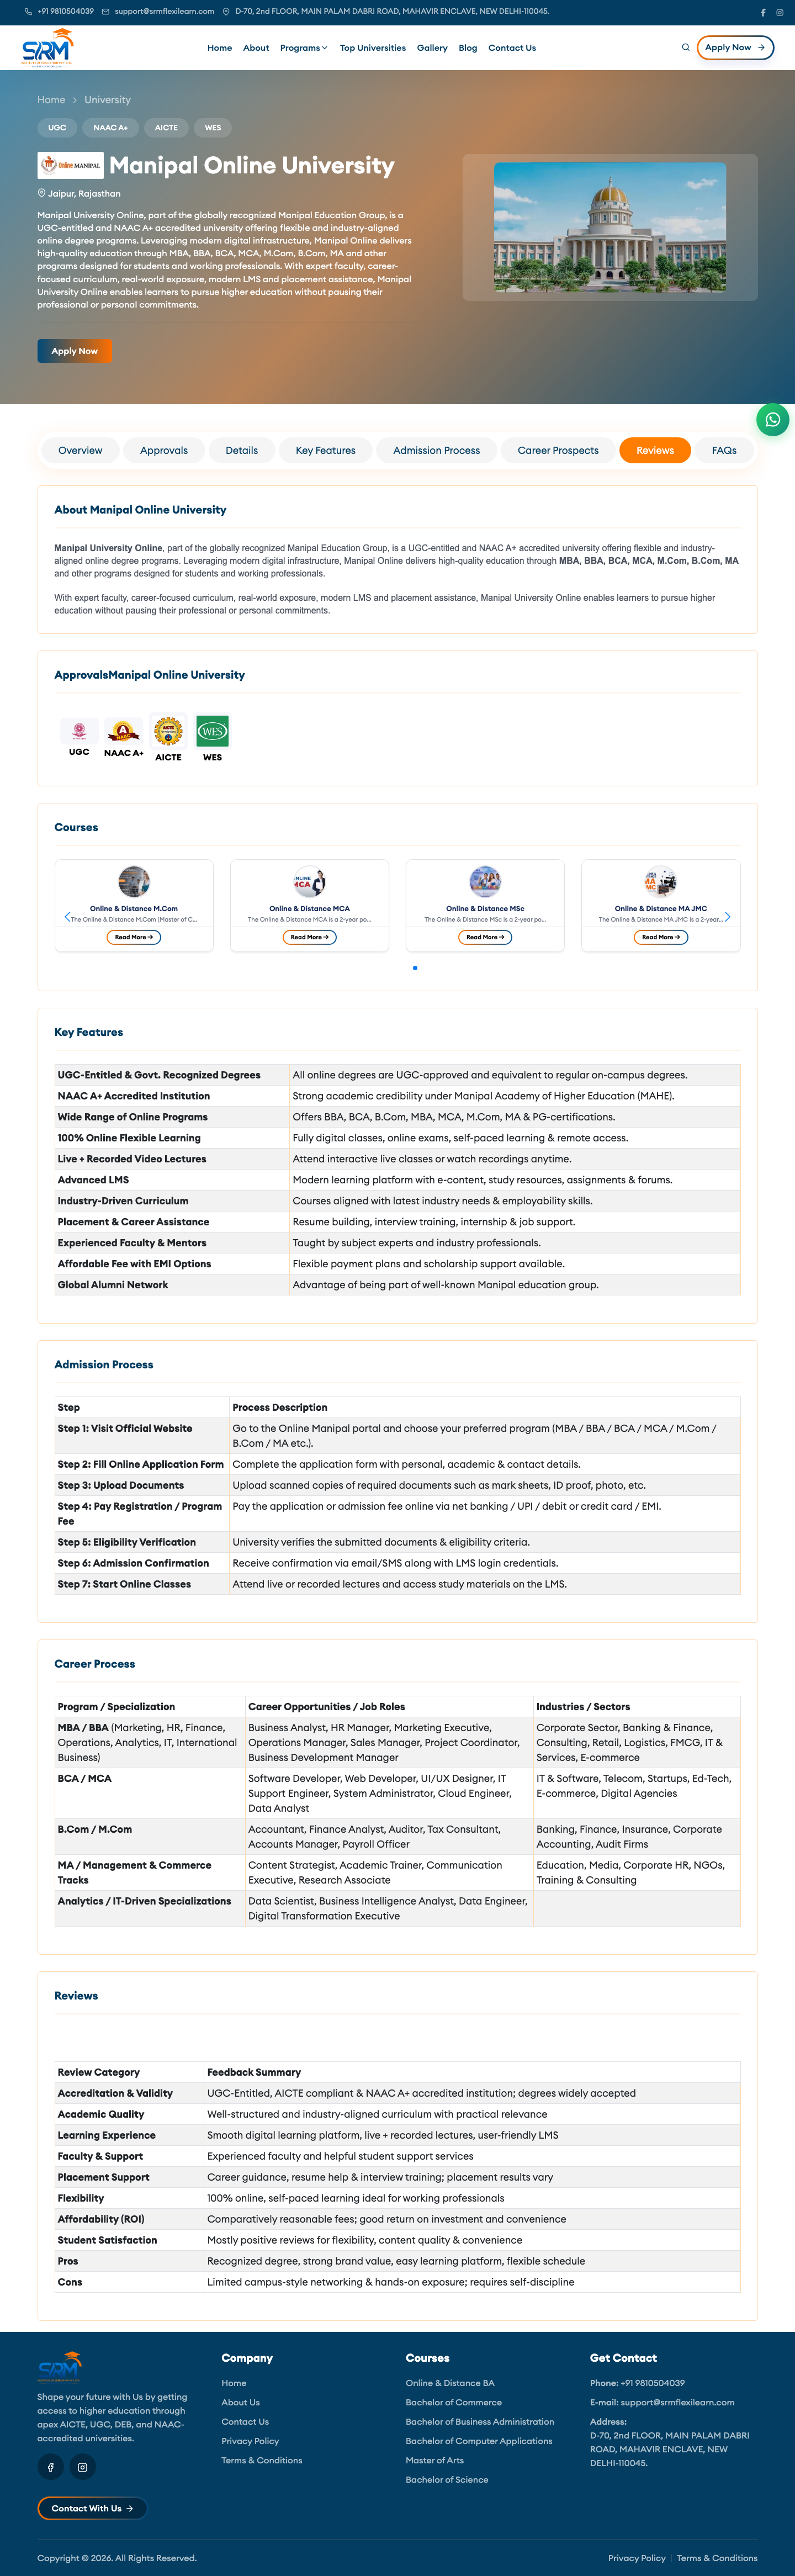 +91 9810504039 support@srmflexilearn.com D-70, 2nd FLOOR, MAIN PALAM DABRI ROAD, MAHAVIR ENCLAVE, NEW DELHI-110045.
SRM
Home About Programs Top Universities Gallery Blog Contact Us
Apply Now
Home > University
UGC NAAC A+ AICTE WES
Online MANIPAL
Manipal Online University
Jaipur, Rajasthan
Manipal University Online, part of the globally recognized Manipal Education Group, is a
UGC-entitled and NAAC A+ accredited university offering flexible and industry-aligned
online degree programs. Leveraging modern digital infrastructure, Manipal Online delivers
high-quality education through MBA, BBA, BCA, MCA, M.Com, B.Com, MA and other
programs designed for students and working professionals. With expert faculty, career-
focused curriculum, real-world exposure, modern LMS and placement assistance, Manipal
University Online enables learners to pursue higher education without pausing their
professional or personal commitments.
Apply Now
Overview Approvals Details Key Features Admission Process Career Prospects Reviews FAQs
About Manipal Online University
Manipal University Online, part of the globally recognized Manipal Education Group, is a UGC-entitled and NAAC A+ accredited university offering flexible and industry-
aligned online degree programs. Leveraging modern digital infrastructure, Manipal Online delivers high-quality education through MBA, BBA, BCA, MCA, M.Com, B.Com, MA
and other programs designed for students and working professionals.
With expert faculty, career-focused curriculum, real-world exposure, modern LMS and placement assistance, Manipal University Online enables learners to pursue higher
education without pausing their professional or personal commitments.
ApprovalsManipal Online University
WES
UGC NAAC A+ AICTE WES
Courses
Online & Distance M.Com
The Online & Distance M.Com (Master of C...
Read More →
Online & Distance MCA
The Online & Distance MCA is a 2-year po...
Read More →
Online & Distance MSc
The Online & Distance MSc is a 2-year po...
Read More →
Online & Distance MA JMC
The Online & Distance MA JMC is a 2-year...
Read More →
Key Features
UGC-Entitled & Govt. Recognized Degrees All online degrees are UGC-approved and equivalent to regular on-campus degrees.
NAAC A+ Accredited Institution Strong academic credibility under Manipal Academy of Higher Education (MAHE).
Wide Range of Online Programs Offers BBA, BCA, B.Com, MBA, MCA, M.Com, MA & PG-certifications.
100% Online Flexible Learning Fully digital classes, online exams, self-paced learning & remote access.
Live + Recorded Video Lectures Attend interactive live classes or watch recordings anytime.
Advanced LMS Modern learning platform with e-content, study resources, assignments & forums.
Industry-Driven Curriculum Courses aligned with latest industry needs & employability skills.
Placement & Career Assistance Resume building, interview training, internship & job support.
Experienced Faculty & Mentors Taught by subject experts and industry professionals.
Affordable Fee with EMI Options Flexible payment plans and scholarship support available.
Global Alumni Network Advantage of being part of well-known Manipal education group.
Admission Process
Step Process Description
Step 1: Visit Official Website Go to the Online Manipal portal and choose your preferred program (MBA / BBA / BCA / MCA / M.Com /
B.Com / MA etc.).
Step 2: Fill Online Application Form Complete the application form with personal, academic & contact details.
Step 3: Upload Documents Upload scanned copies of required documents such as mark sheets, ID proof, photo, etc.
Step 4: Pay Registration / Program Pay the application or admission fee online via net banking / UPI / debit or credit card / EMI.
Fee
Step 5: Eligibility Verification University verifies the submitted documents & eligibility criteria.
Step 6: Admission Confirmation Receive confirmation via email/SMS along with LMS login credentials.
Step 7: Start Online Classes Attend live or recorded lectures and access study materials on the LMS.
Career Process
Program / Specialization Career Opportunities / Job Roles Industries / Sectors
MBA / BBA (Marketing, HR, Finance, Business Analyst, HR Manager, Marketing Executive, Corporate Sector, Banking & Finance,
Operations, Analytics, IT, International Operations Manager, Sales Manager, Project Coordinator, Consulting, Retail, Logistics, FMCG, IT &
Business) Business Development Manager Services, E-commerce
BCA / MCA Software Developer, Web Developer, UI/UX Designer, IT IT & Software, Telecom, Startups, Ed-Tech,
Support Engineer, System Administrator, Cloud Engineer, E-commerce, Digital Agencies
Data Analyst
B.Com / M.Com Accountant, Finance Analyst, Auditor, Tax Consultant, Banking, Finance, Insurance, Corporate
Accounts Manager, Payroll Officer Accounting, Audit Firms
MA / Management & Commerce Content Strategist, Academic Trainer, Communication Education, Media, Corporate HR, NGOs,
Tracks Executive, Research Associate Training & Consulting
Analytics / IT-Driven Specializations Data Scientist, Business Intelligence Analyst, Data Engineer,
Digital Transformation Executive
Reviews
Review Category Feedback Summary
Accreditation & Validity UGC-Entitled, AICTE compliant & NAAC A+ accredited institution; degrees widely accepted
Academic Quality Well-structured and industry-aligned curriculum with practical relevance
Learning Experience Smooth digital learning platform, live + recorded lectures, user-friendly LMS
Faculty & Support Experienced faculty and helpful student support services
Placement Support Career guidance, resume help & interview training; placement results vary
Flexibility 100% online, self-paced learning ideal for working professionals
Affordability (ROI) Comparatively reasonable fees; good return on investment and convenience
Student Satisfaction Mostly positive reviews for flexibility, content quality & convenience
Pros Recognized degree, strong brand value, easy learning platform, flexible schedule
Cons Limited campus-style networking & hands-on exposure; requires self-discipline
SRM
Shape your future with Us by getting
access to higher education through
apex AICTE, UGC, DEB, and NAAC-
accredited universities.
Contact With Us →
Company
Home
About Us
Contact Us
Privacy Policy
Terms & Conditions
Courses
Online & Distance BA
Bachelor of Commerce
Bachelor of Business Administration
Bachelor of Computer Applications
Master of Arts
Bachelor of Science
Get Contact
Phone: +91 9810504039
E-mail: support@srmflexilearn.com
Address:
D-70, 2nd FLOOR, MAIN PALAM DABRI
ROAD, MAHAVIR ENCLAVE, NEW
DELHI-110045.
Copyright © 2026. All Rights Reserved.
Privacy Policy | Terms & Conditions